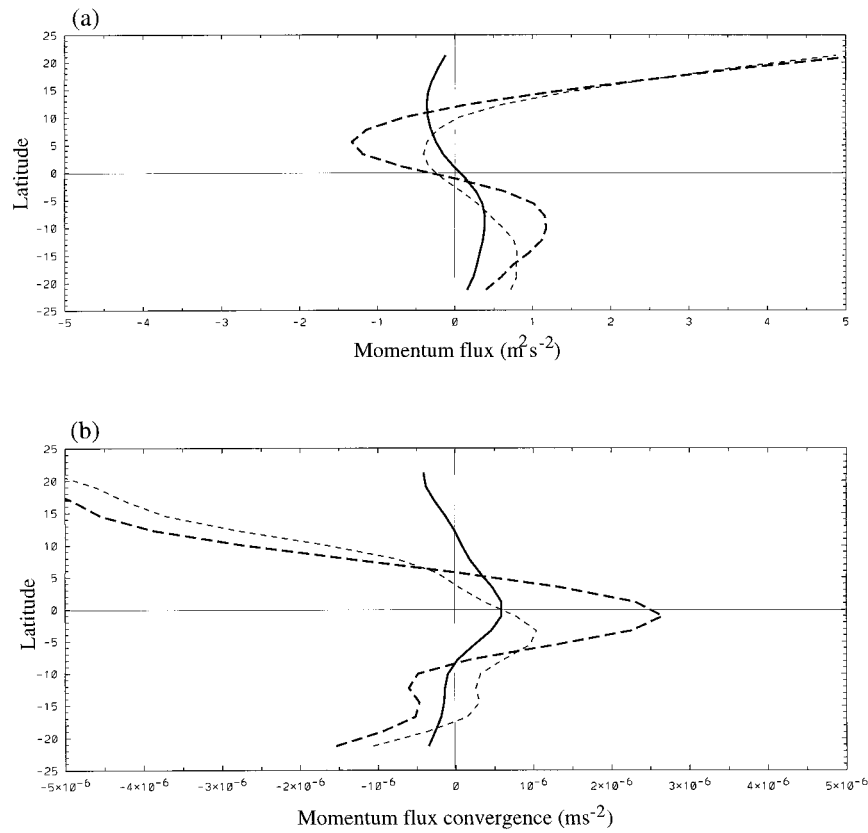 (a)
25
20
15
10
5
0
-5
-10
-15
-20
-25
Latitude
-5 -4 -3 -2 -1 0 1 2 3 4 5
Momentum flux (m²s⁻²)
(b)
25
20
15
10
5
0
-5
-10
-15
-20
-25
Latitude
-5×10⁻⁶ -4×10⁻⁶ -3×10⁻⁶ -2×10⁻⁶ -1×10⁻⁶ 0 1×10⁻⁶ 2×10⁻⁶ 3×10⁻⁶ 4×10⁻⁶ 5×10⁻⁶
Momentum flux convergence (ms⁻²)